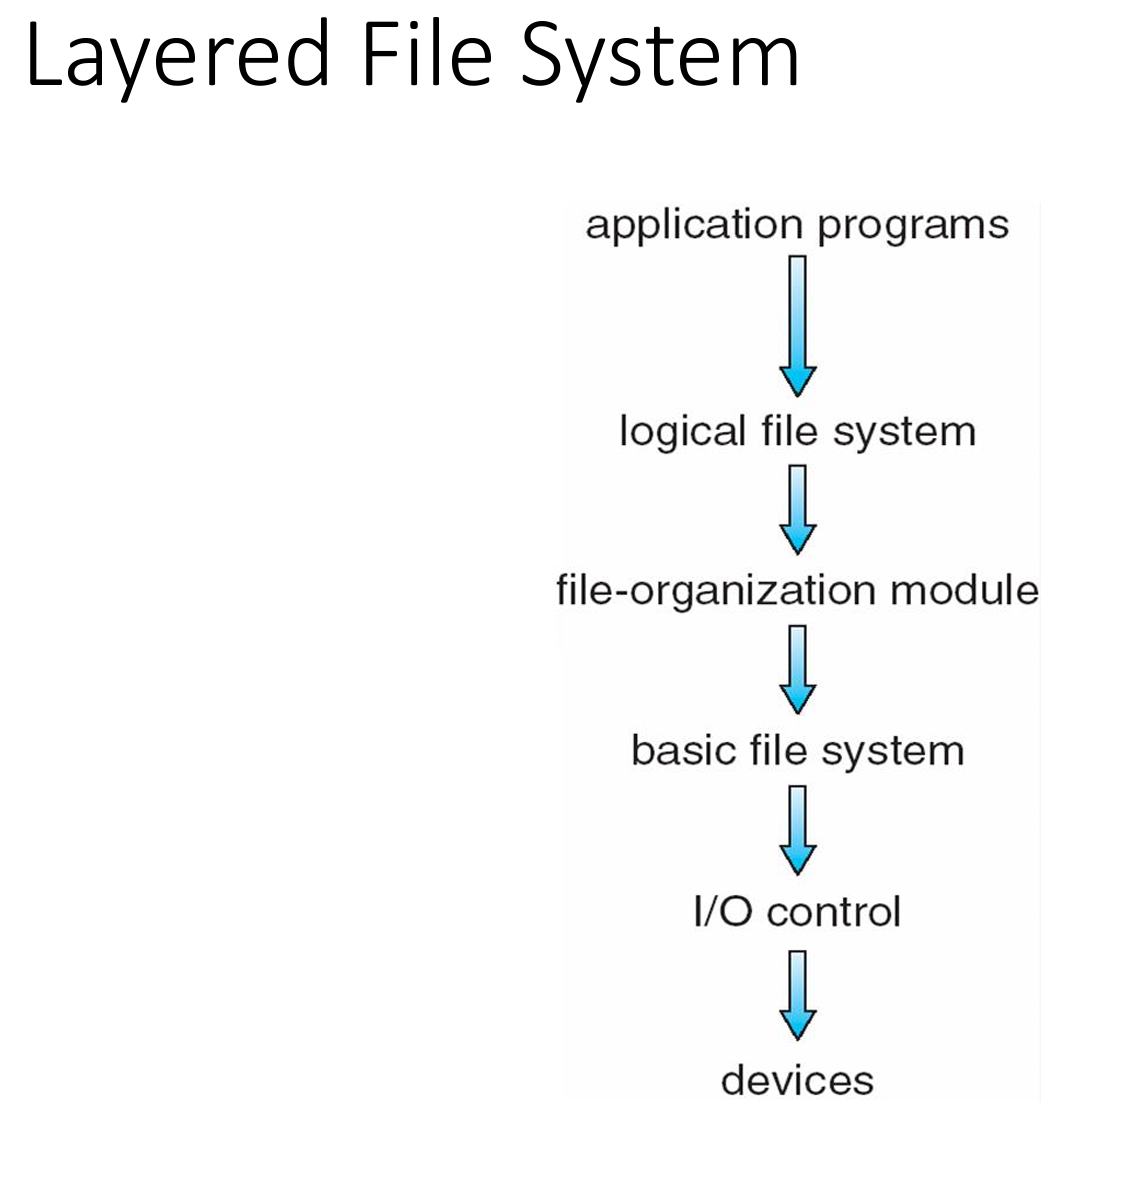 Layered File System
application programs
logical file system
file-organization module
basic file system
I/O control
devices